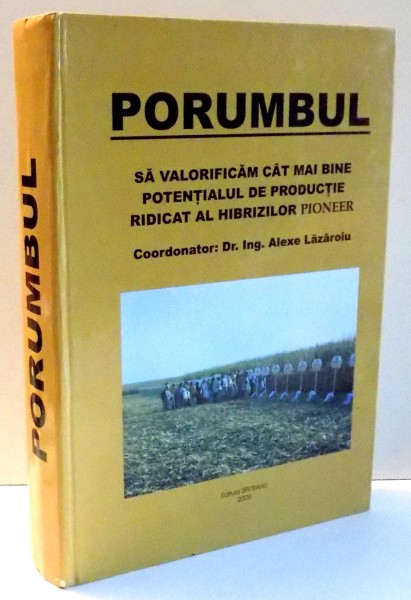 PORUMBUL
PORUMBUL
SĂ VALORIFICĂM CÂT MAI BINE
POTENȚIALUL DE PRODUCȚIE
RIDICAT AL HIBRIZILOR PIONEER
Coordonator: Dr. Ing. Alexe Lăzăroiu
Editura